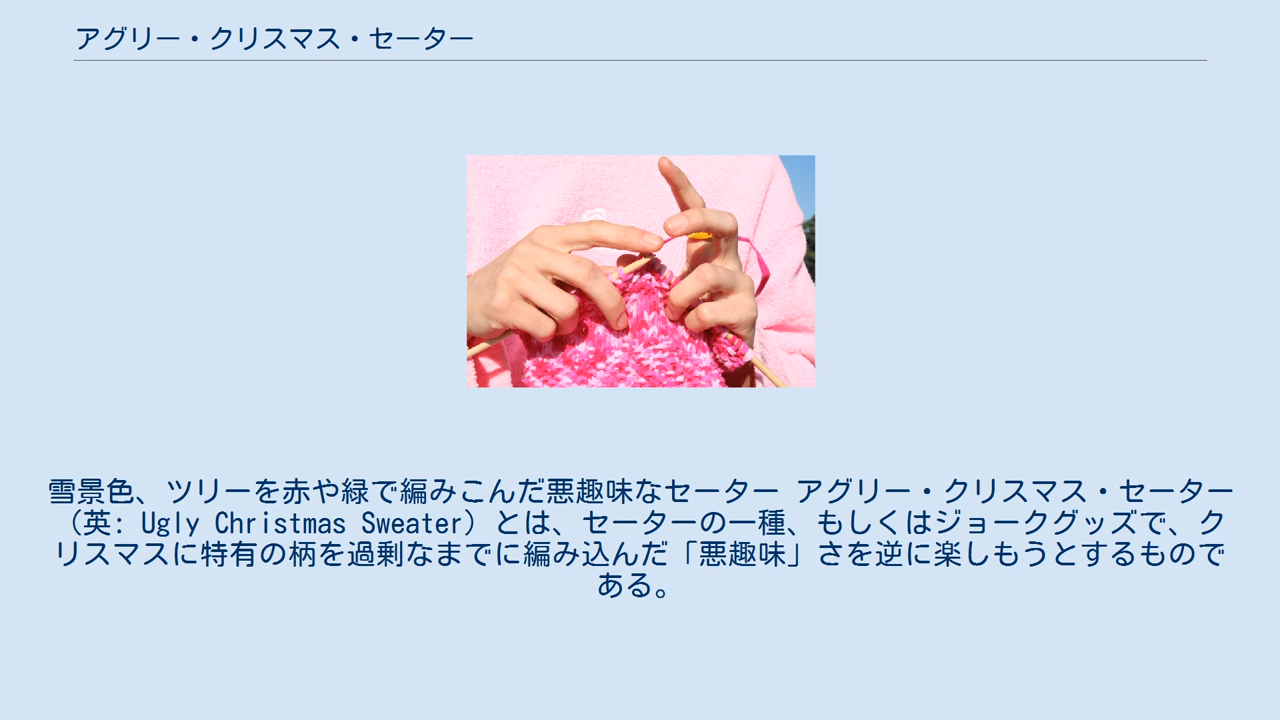 アグリー・クリスマス・セーター
雪景色、ツリーを赤や緑で編みこんだ悪趣味なセーター アグリー・クリスマス・セーター
（英: Ugly Christmas Sweater）とは、セーターの一種、もしくはジョークグッズで、ク
リスマスに特有の柄を過剰なまでに編み込んだ「悪趣味」さを逆に楽しもうとするもので
ある。